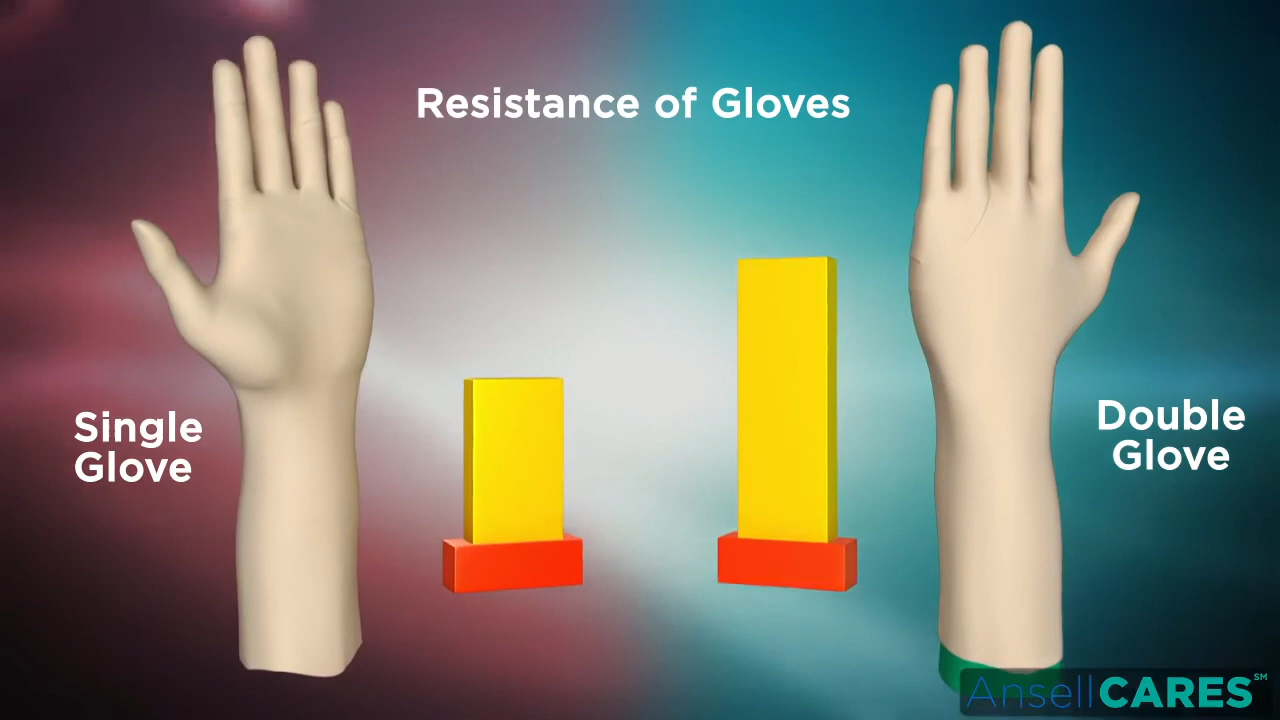 Resistance of Gloves
Single
Glove
Double
Glove
AnsellCARES℠